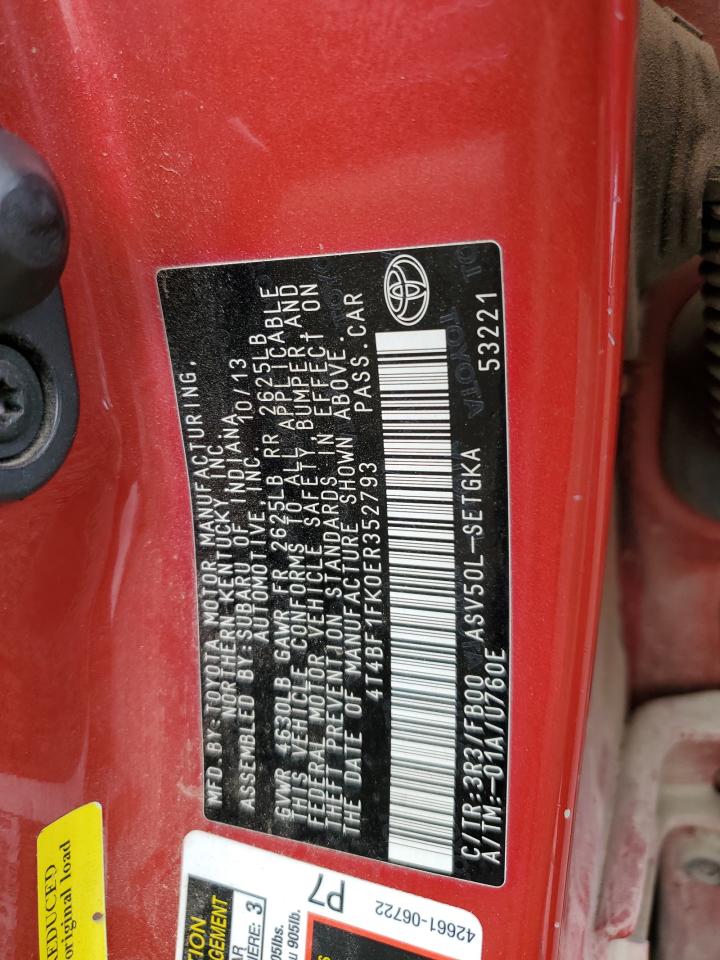 MFD. BY:TOYOTA MOTOR MANUFACTURING,
NORTHERN KENTUCKY, INC.
ASSEMBLED BY:SUBARU OF INDIANA
AUTOMOTIVE,INC. 10/13
GVWR 4630LB GAWR FR 2625LB RR 2625LB
THIS VEHICLE CONFORMS TO ALL APPLICABLE
FEDERAL MOTOR VEHICLE SAFETY, BUMPER, AND
THEFT PREVENTION STANDARDS IN EFFECT ON
THE DATE OF MANUFACTURE SHOWN ABOVE.
4T4BF1FK0ER352793 PASS.CAR
C/TR:3R3/FB00 ASV50L-SETGKA
A/TM:-01A/U760E 53221
TOYOTA
EDUCED
original load
3
905lb.
P7
42661-06722